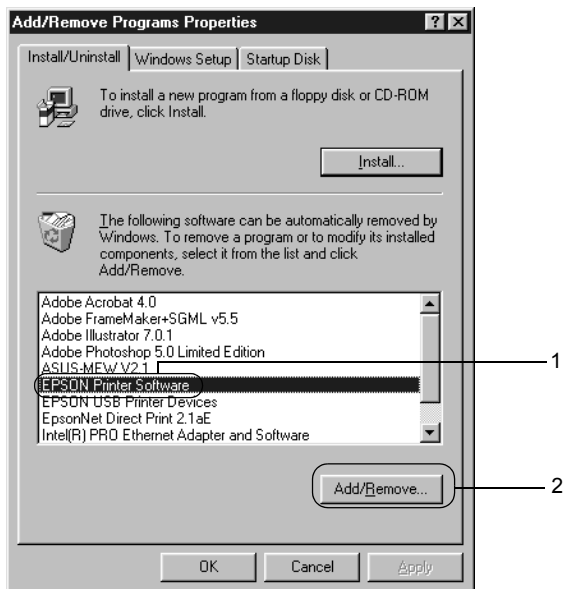 Add/Remove Programs Properties
Install/Uninstall Windows Setup Startup Disk
To install a new program from a floppy disk or CD-ROM
drive, click Install.
Install...
The following software can be automatically removed by
Windows. To remove a program or to modify its installed
components, select it from the list and click
Add/Remove.
Adobe Acrobat 4.0
Adobe FrameMaker+SGML v5.5
Adobe Illustrator 7.0.1
Adobe Photoshop 5.0 Limited Edition
ASUS-MEW V2.1
1
EPSON Printer Software
EPSON USB Printer Devices
EpsonNet Direct Print 2.1aE
Intel(R) PRO Ethernet Adapter and Software
Add/Remove...
2
OK Cancel Apply